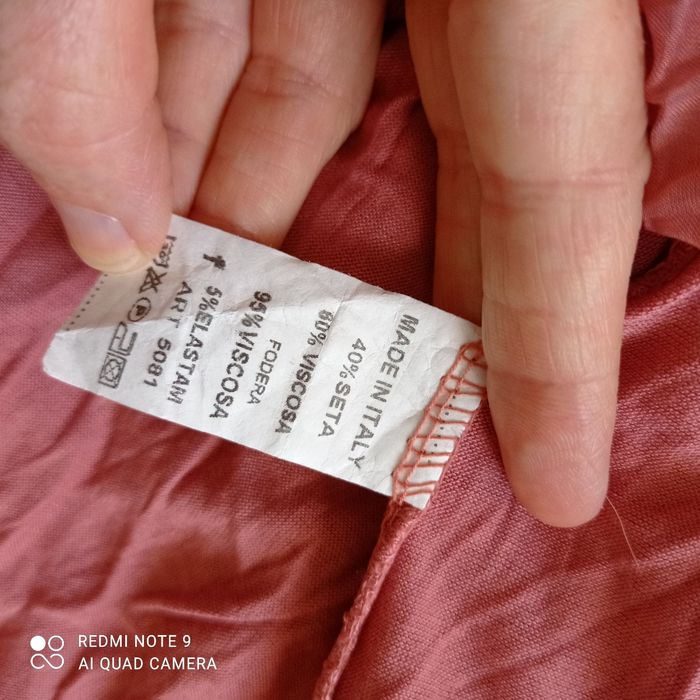 MADE IN ITALY
40% SETA
60% VISCOSA
FODERA
95% VISCOSA
5% ELASTAM
ART 5081
REDMI NOTE 9
AI QUAD CAMERA